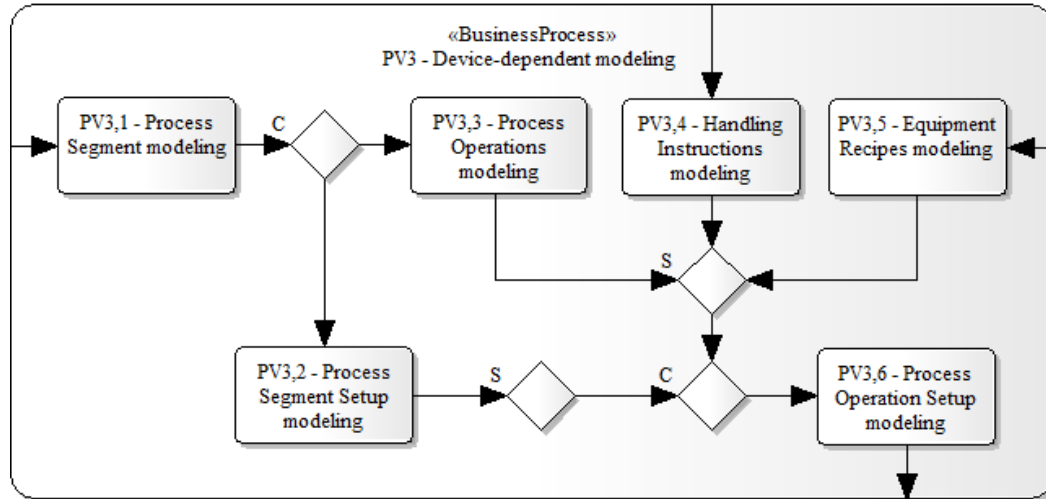 «BusinessProcess»
PV3 - Device-dependent modeling
PV3,1 - Process
Segment modeling
C
PV3,3 - Process
Operations
modeling
PV3,4 - Handling
Instructions
modeling
PV3,5 - Equipment
Recipes modeling
S
PV3,2 - Process
Segment Setup
modeling
S
C
PV3,6 - Process
Operation Setup
modeling